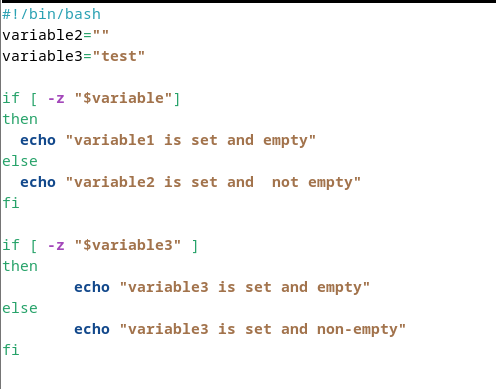 #!/bin/bash
variable2=""
variable3="test"

if [ -z "$variable"]
then
  echo "variable1 is set and empty"
else
  echo "variable2 is set and  not empty"
fi

if [ -z "$variable3" ]
then
        echo "variable3 is set and empty"
else
        echo "variable3 is set and non-empty"
fi